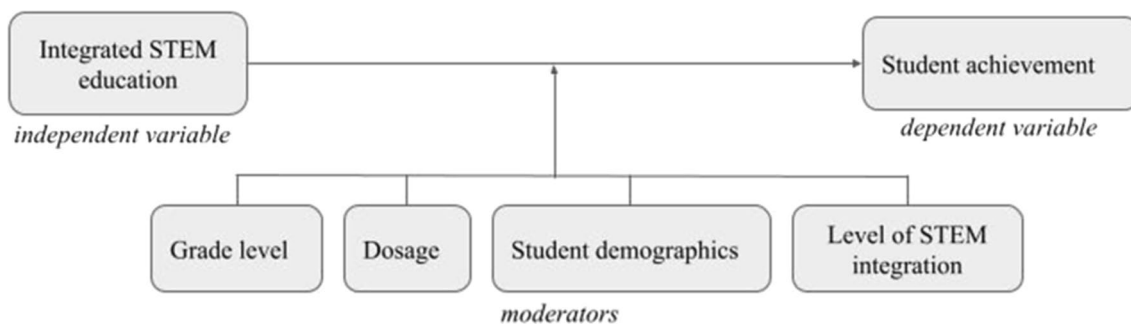 Integrated STEM
education
Student achievement
independent variable
dependent variable
Grade level
Dosage
Student demographics
Level of STEM
integration
moderators